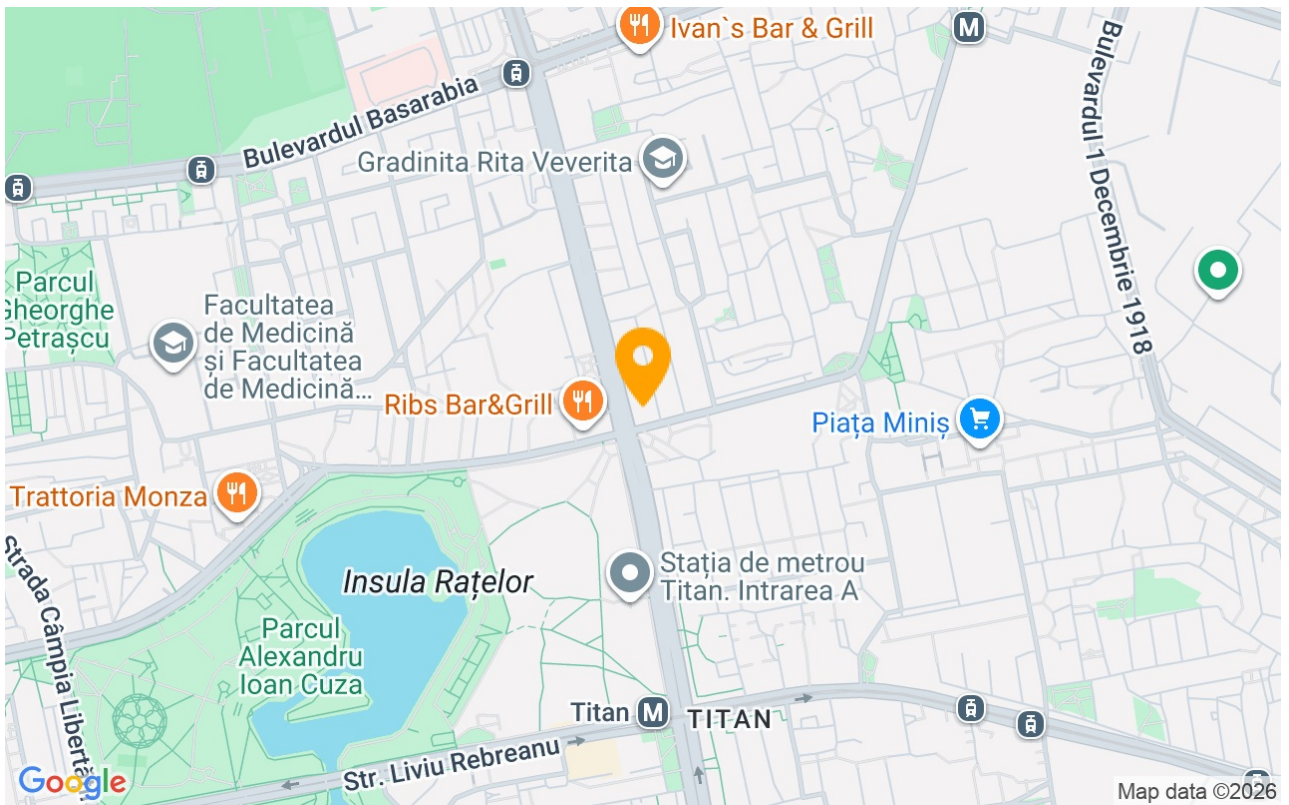 Ivan`s Bar & Grill
M
Bulevardul Basarabia
Bulevardul 1 Decembrie 1918
Gradinita Rita Veverita
Parcul
Gheorghe
Petrașcu
Facultatea
de Medicină
și Facultatea
de Medicină...
Ribs Bar&Grill
Piața Miniș
Trattoria Monza
Strada Câmpia
Insula Rațelor
Stația de metrou
Titan. Intrarea A
Parcul
Alexandru
Ioan Cuza
Titan M
TITAN
Str. Liviu Rebreanu
Google
Map data ©2026